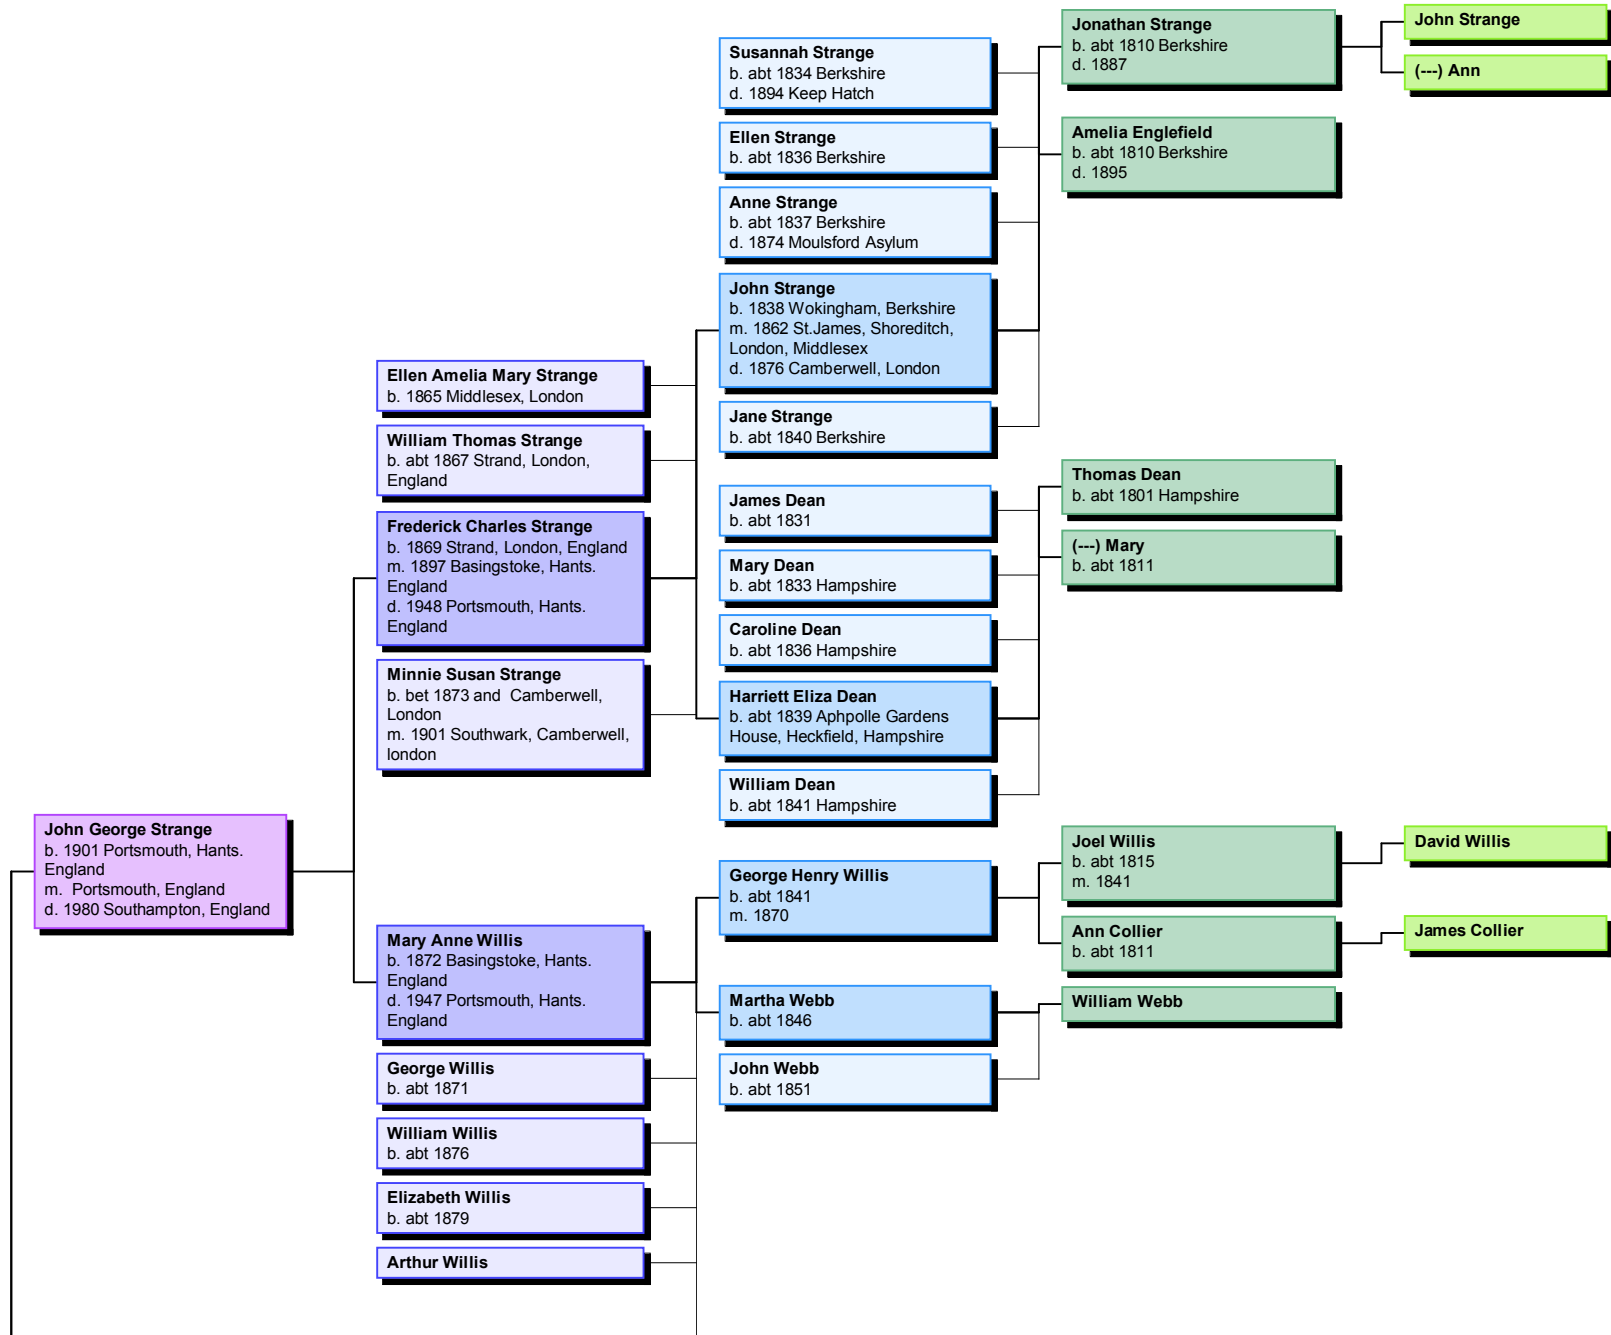 John George Strange
b. 1901 Portsmouth, Hants.
England
m.  Portsmouth, England
d. 1980 Southampton, England
Ellen Amelia Mary Strange
b. 1865 Middlesex, London
William Thomas Strange
b. abt 1867 Strand, London,
England
Frederick Charles Strange
b. 1869 Strand, London, England
m. 1897 Basingstoke, Hants.
England
d. 1948 Portsmouth, Hants.
England
Minnie Susan Strange
b. bet 1873 and  Camberwell,
London
m. 1901 Southwark, Camberwell,
london
Mary Anne Willis
b. 1872 Basingstoke, Hants.
England
d. 1947 Portsmouth, Hants.
England
George Willis
b. abt 1871
William Willis
b. abt 1876
Elizabeth Willis
b. abt 1879
Arthur Willis
Susannah Strange
b. abt 1834 Berkshire
d. 1894 Keep Hatch
Ellen Strange
b. abt 1836 Berkshire
Anne Strange
b. abt 1837 Berkshire
d. 1874 Moulsford Asylum
John Strange
b. 1838 Wokingham, Berkshire
m. 1862 St.James, Shoreditch,
London, Middlesex
d. 1876 Camberwell, London
Jane Strange
b. abt 1840 Berkshire
James Dean
b. abt 1831
Mary Dean
b. abt 1833 Hampshire
Caroline Dean
b. abt 1836 Hampshire
Harriett Eliza Dean
b. abt 1839 Aphpolle Gardens
House, Heckfield, Hampshire
William Dean
b. abt 1841 Hampshire
George Henry Willis
b. abt 1841
m. 1870
Martha Webb
b. abt 1846
John Webb
b. abt 1851
Jonathan Strange
b. abt 1810 Berkshire
d. 1887
Amelia Englefield
b. abt 1810 Berkshire
d. 1895
Thomas Dean
b. abt 1801 Hampshire
(---) Mary
b. abt 1811
Joel Willis
b. abt 1815
m. 1841
Ann Collier
b. abt 1811
William Webb
John Strange
(---) Ann
David Willis
James Collier